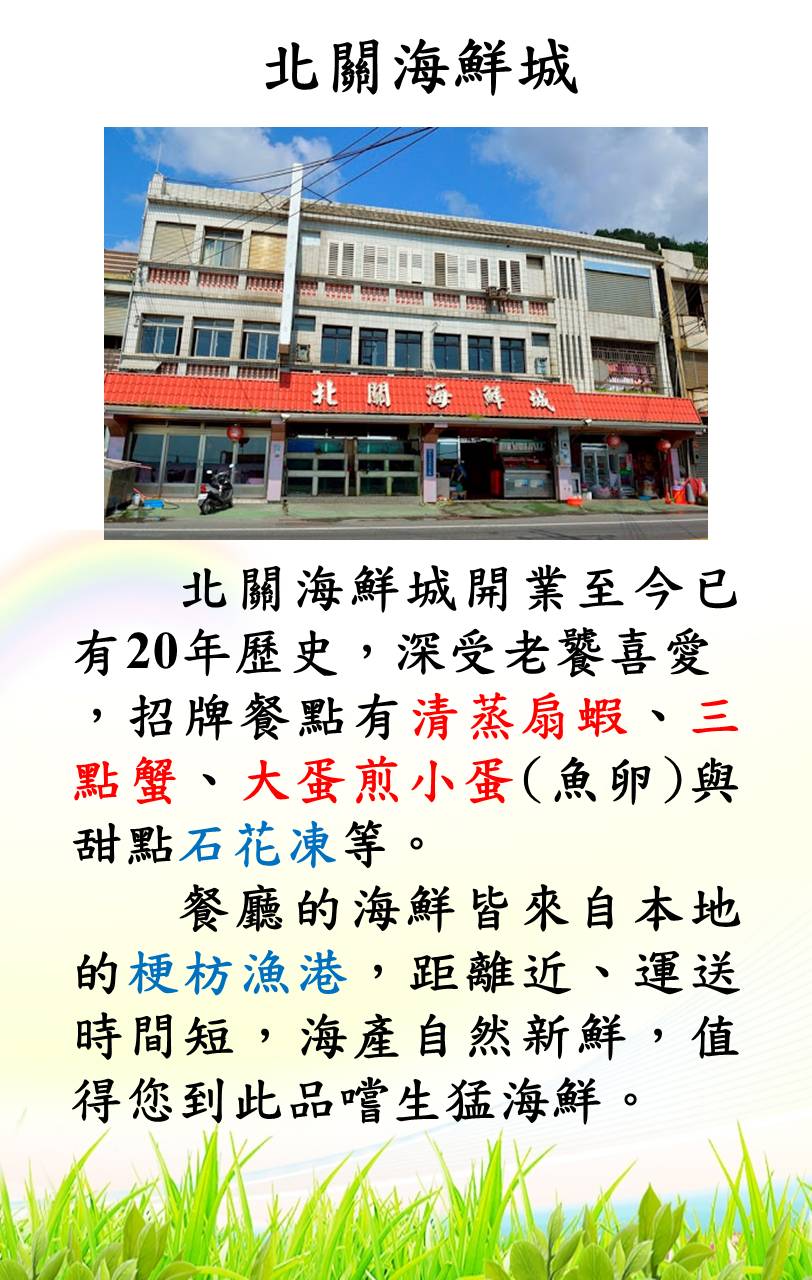 北關海鮮城
北關海鮮城
北關海鮮城開業至今已
有20年歷史，深受老饕喜愛
，招牌餐點有清蒸扇蝦、三
點蟹、大蛋煎小蛋(魚卵)與
甜點石花凍等。
餐廳的海鮮皆來自本地
的梗枋漁港，距離近、運送
時間短，海產自然新鮮，值
得您到此品嚐生猛海鮮。